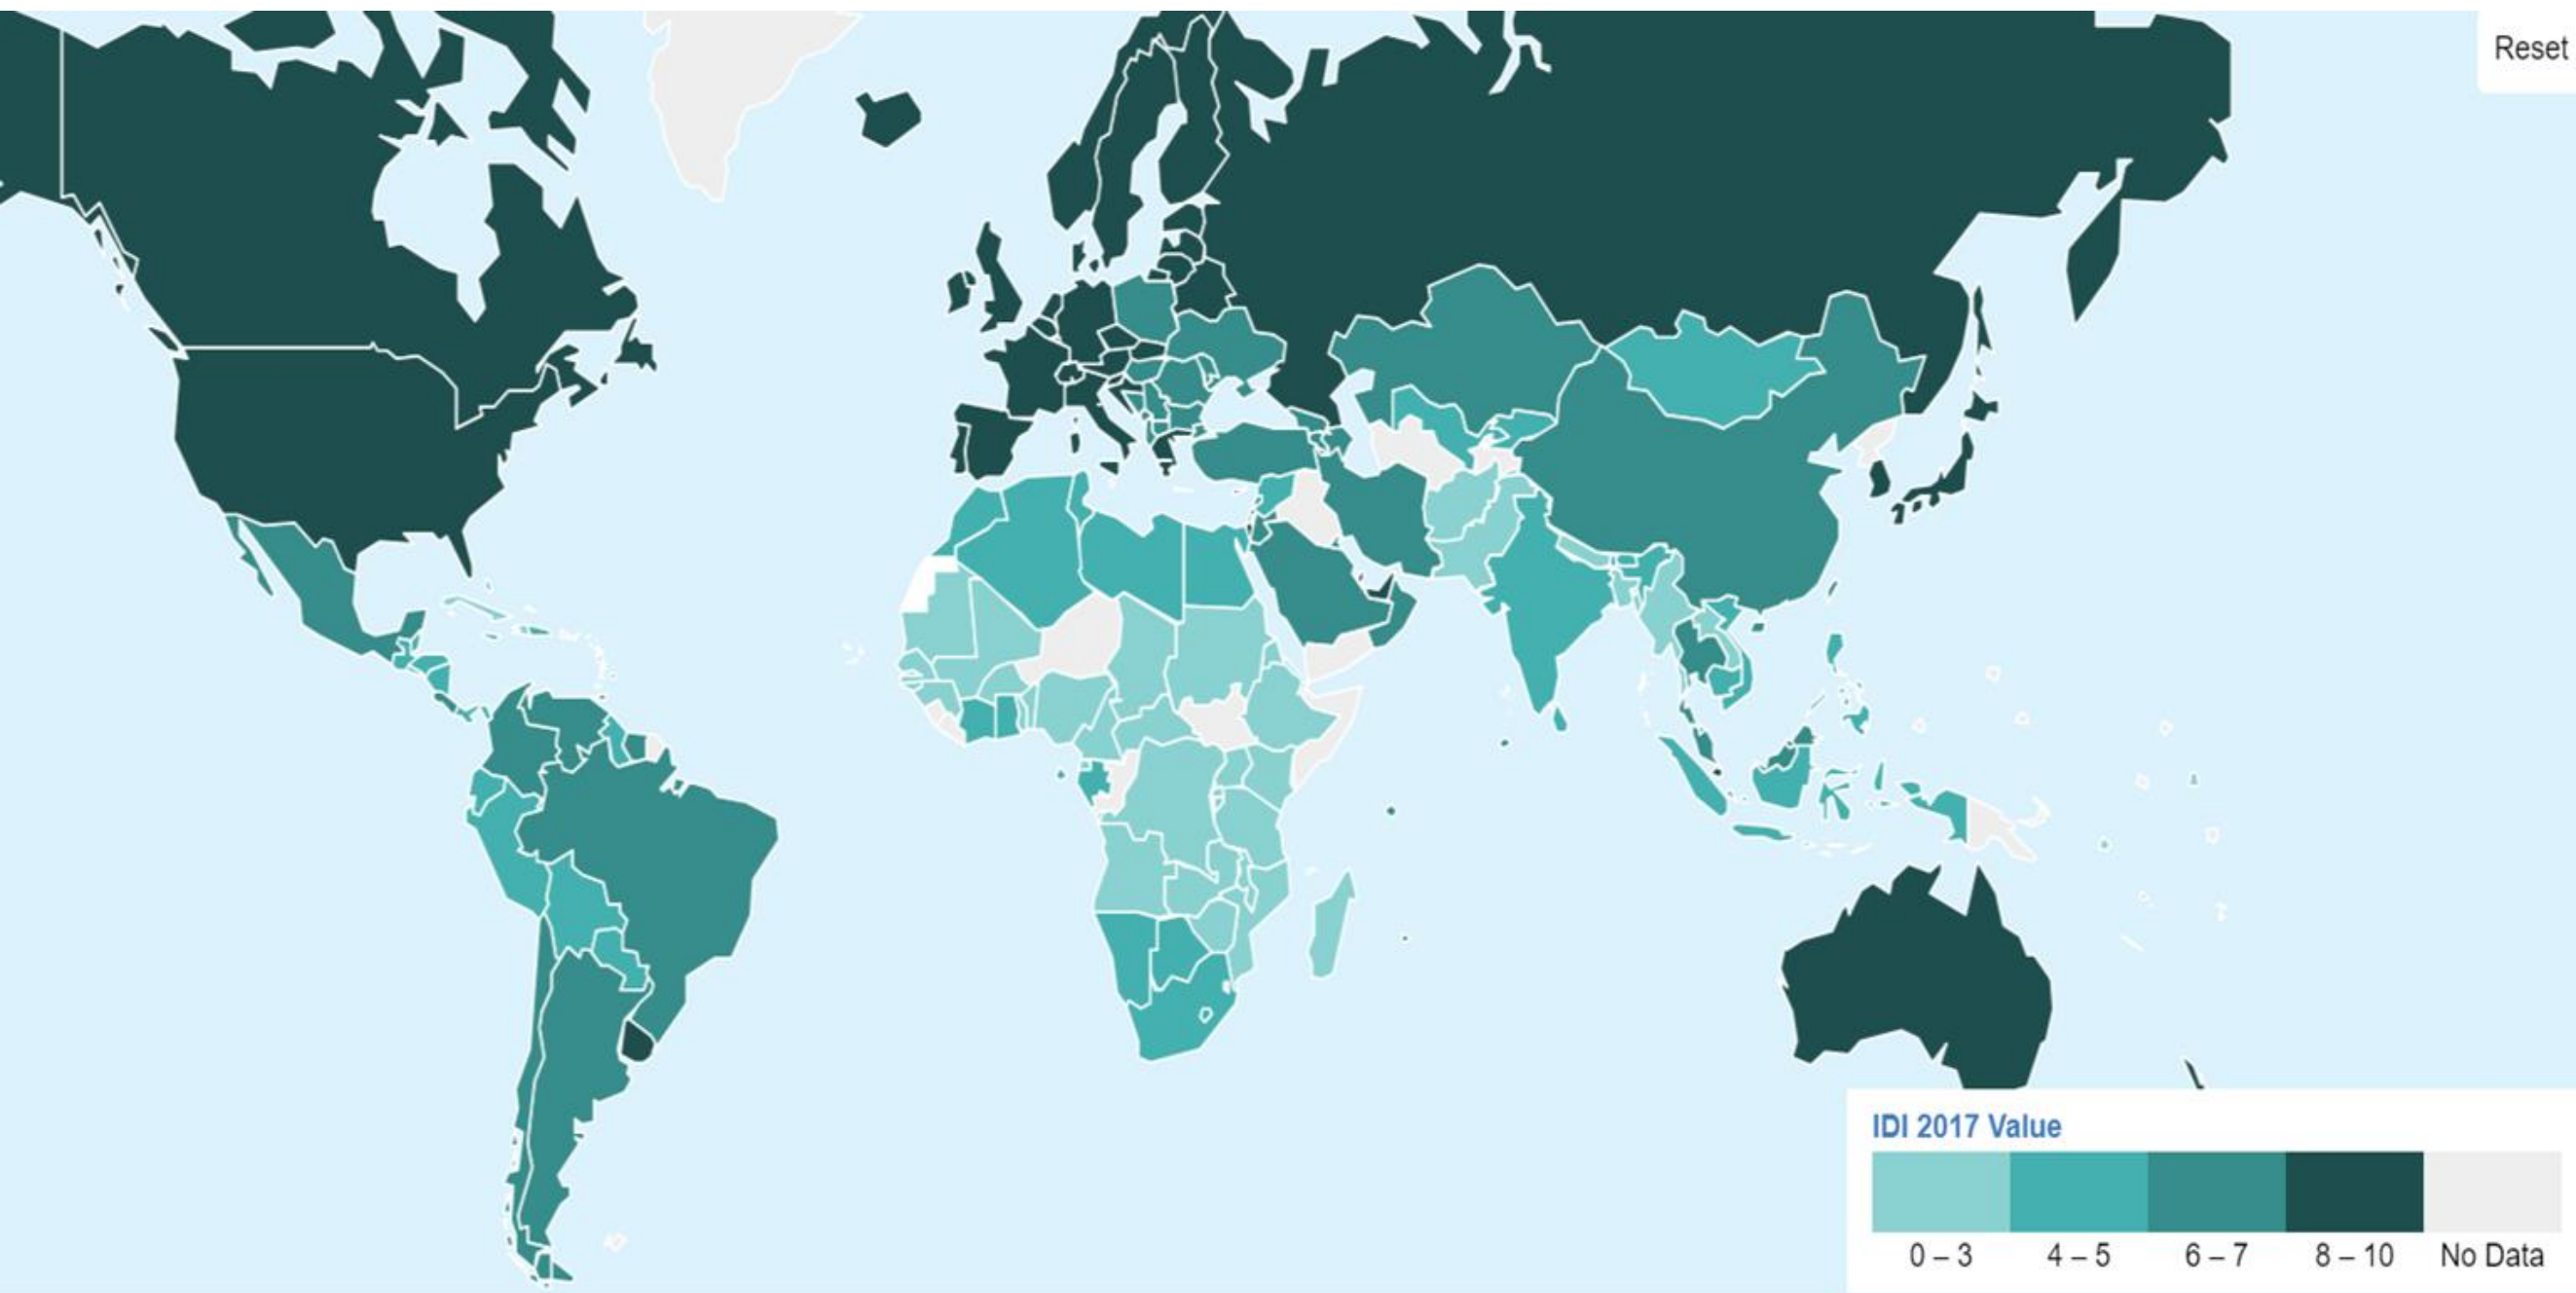 Reset
IDI 2017 Value
0 – 3
4 – 5
6 – 7
8 – 10
No Data